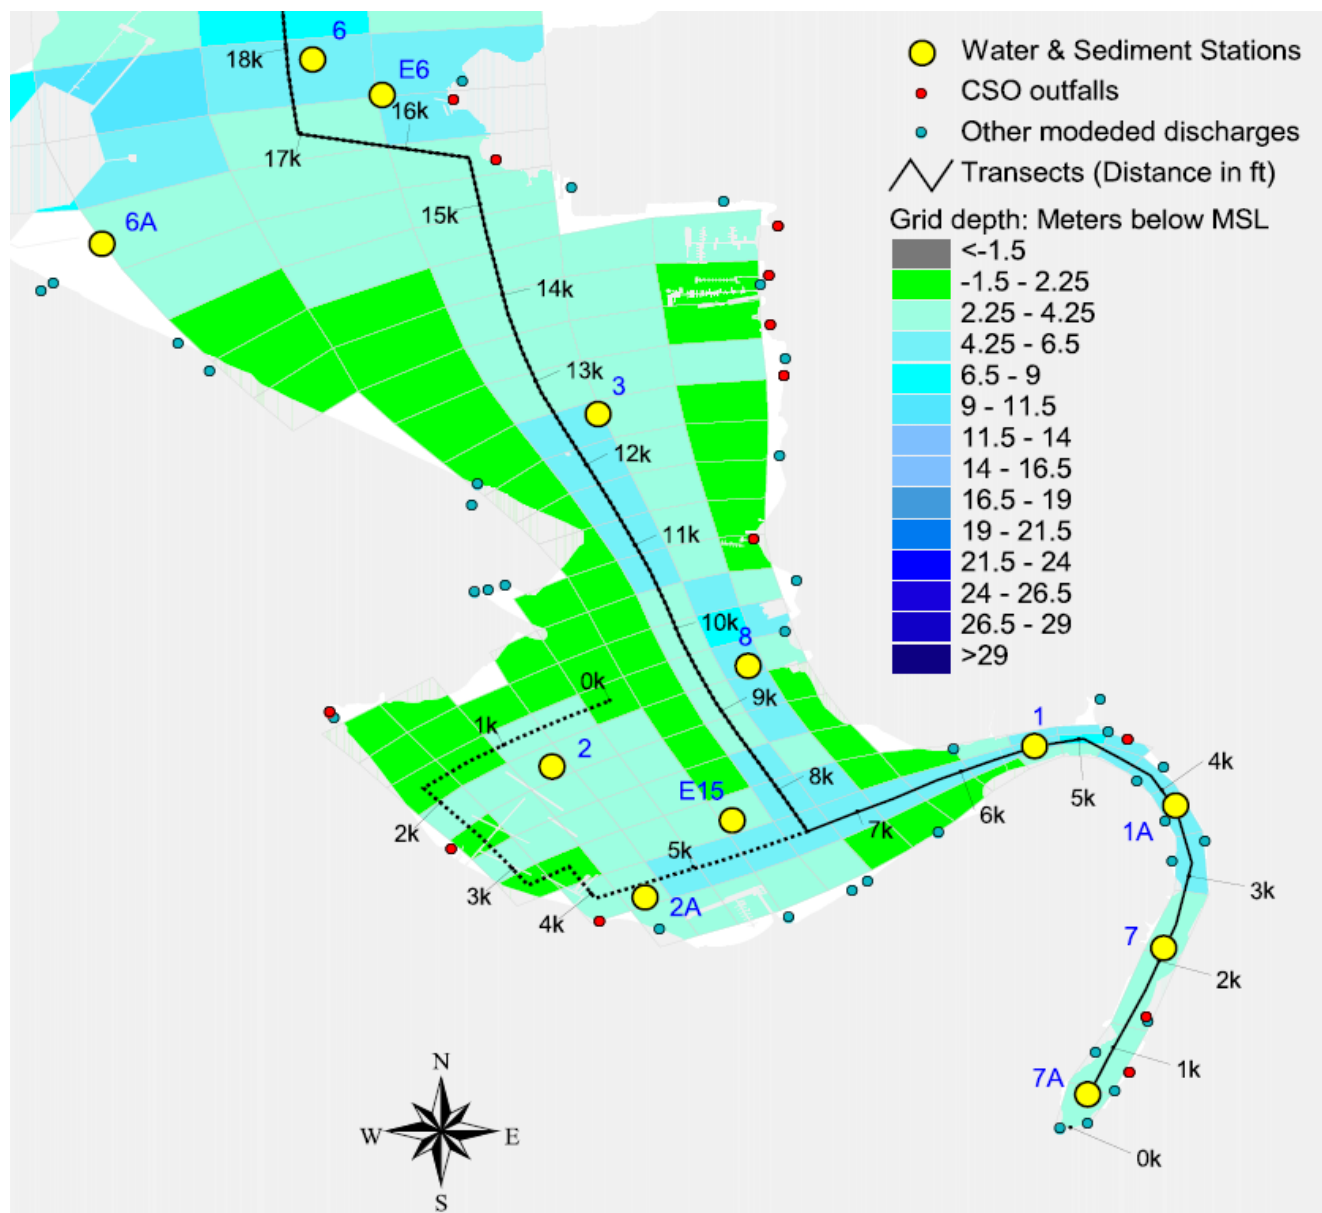 6
18k
E6
16k
17k
6A
15k
14k
13k
3
12k
11k
10k
8
0k
9k
1k
2
8k
E15
2k
5k
7k
3k
4k
2A
1
4k
5k
6k
1A
3k
7
2k
7A
1k
0k
Water & Sediment Stations
CSO outfalls
Other modeded discharges
Transects (Distance in ft)
Grid depth: Meters below MSL
<-1.5
-1.5 - 2.25
2.25 - 4.25
4.25 - 6.5
6.5 - 9
9 - 11.5
11.5 - 14
14 - 16.5
16.5 - 19
19 - 21.5
21.5 - 24
24 - 26.5
26.5 - 29
>29
N
W
E
S